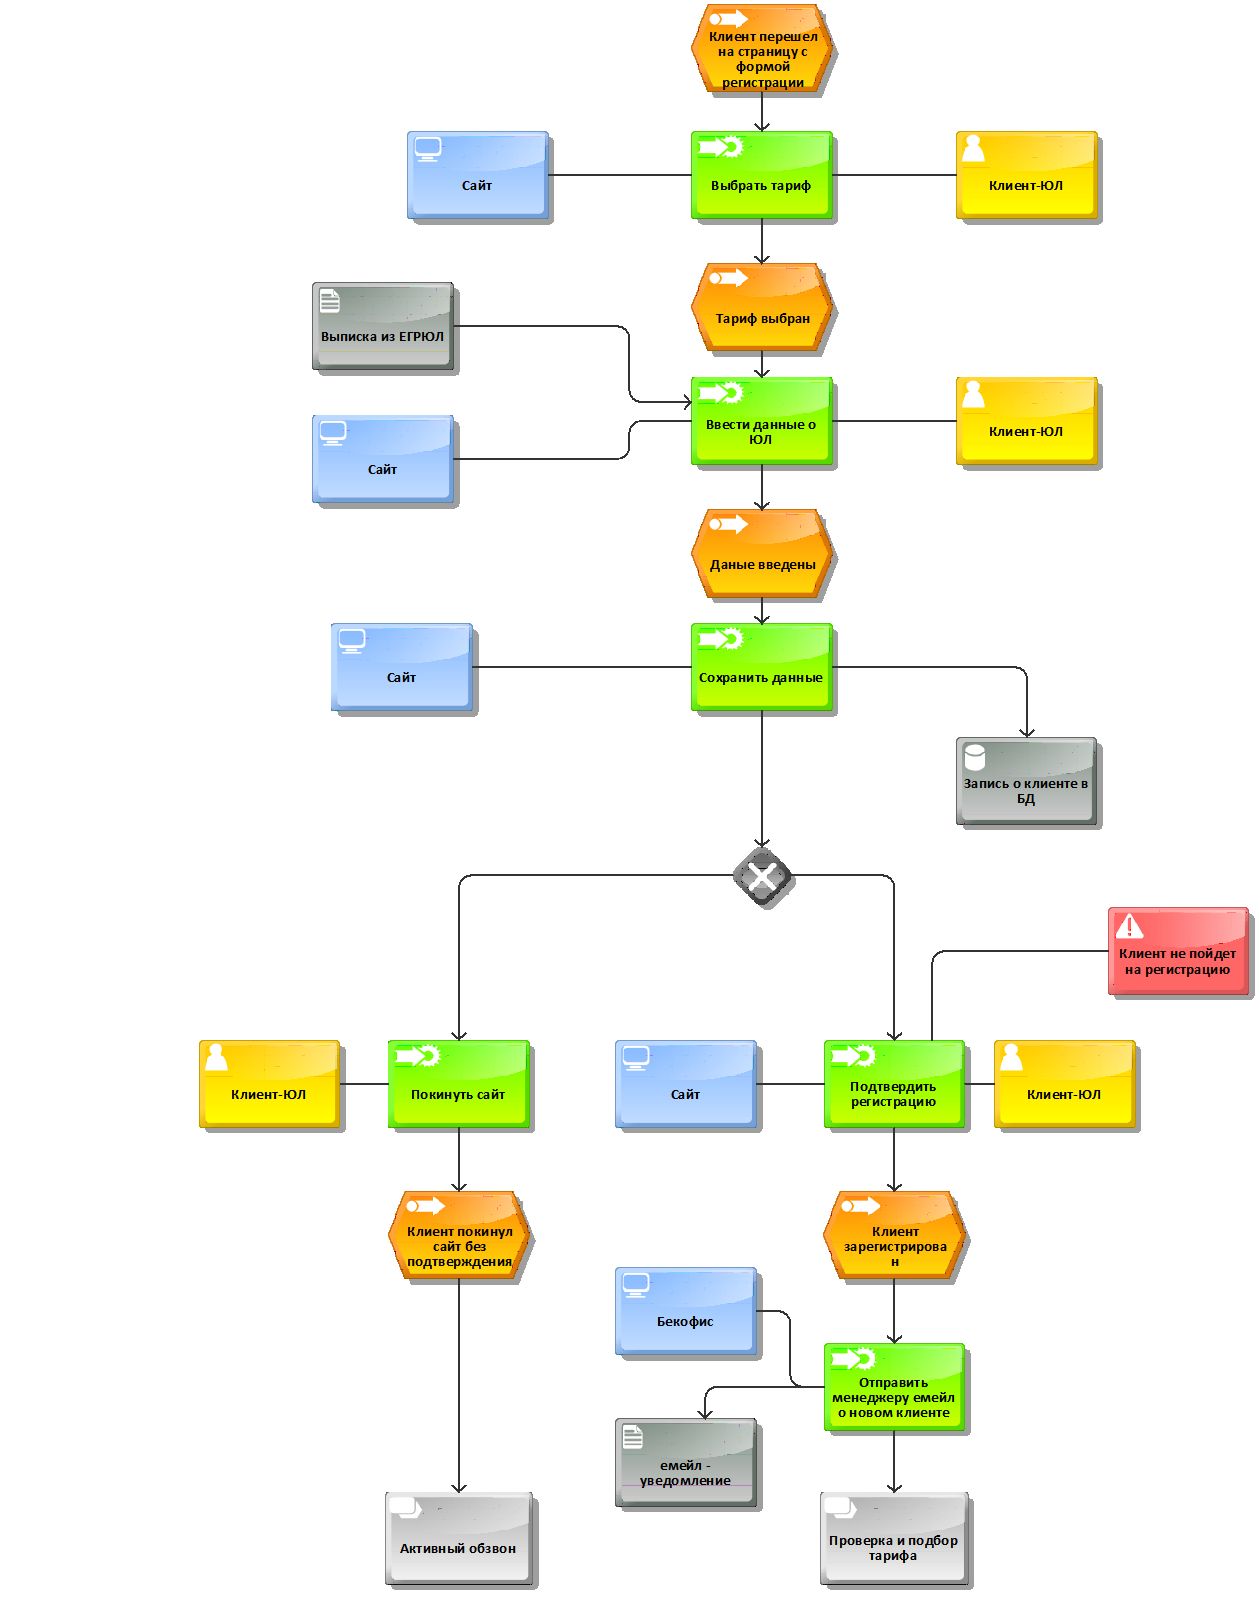 Клиент перешел
на страницу с
формой
регистрации
Сайт
Выбрать тариф
Клиент-ЮЛ
Тариф выбран
Выписка из ЕГРЮЛ
Ввести данные о
ЮЛ
Клиент-ЮЛ
Сайт
Даные введены
Сайт
Сохранить данные
Запись о клиенте в
БД
Клиент не пойдет
на регистрацию
Клиент-ЮЛ
Покинуть сайт
Сайт
Подтвердить
регистрацию
Клиент-ЮЛ
Клиент покинул
сайт без
подтверждения
Клиент
зарегистрирова
н
Бекофис
Отправить
менеджеру емейл
о новом клиенте
емейл -
уведомление
Активный обзвон
Проверка и подбор
тарифа